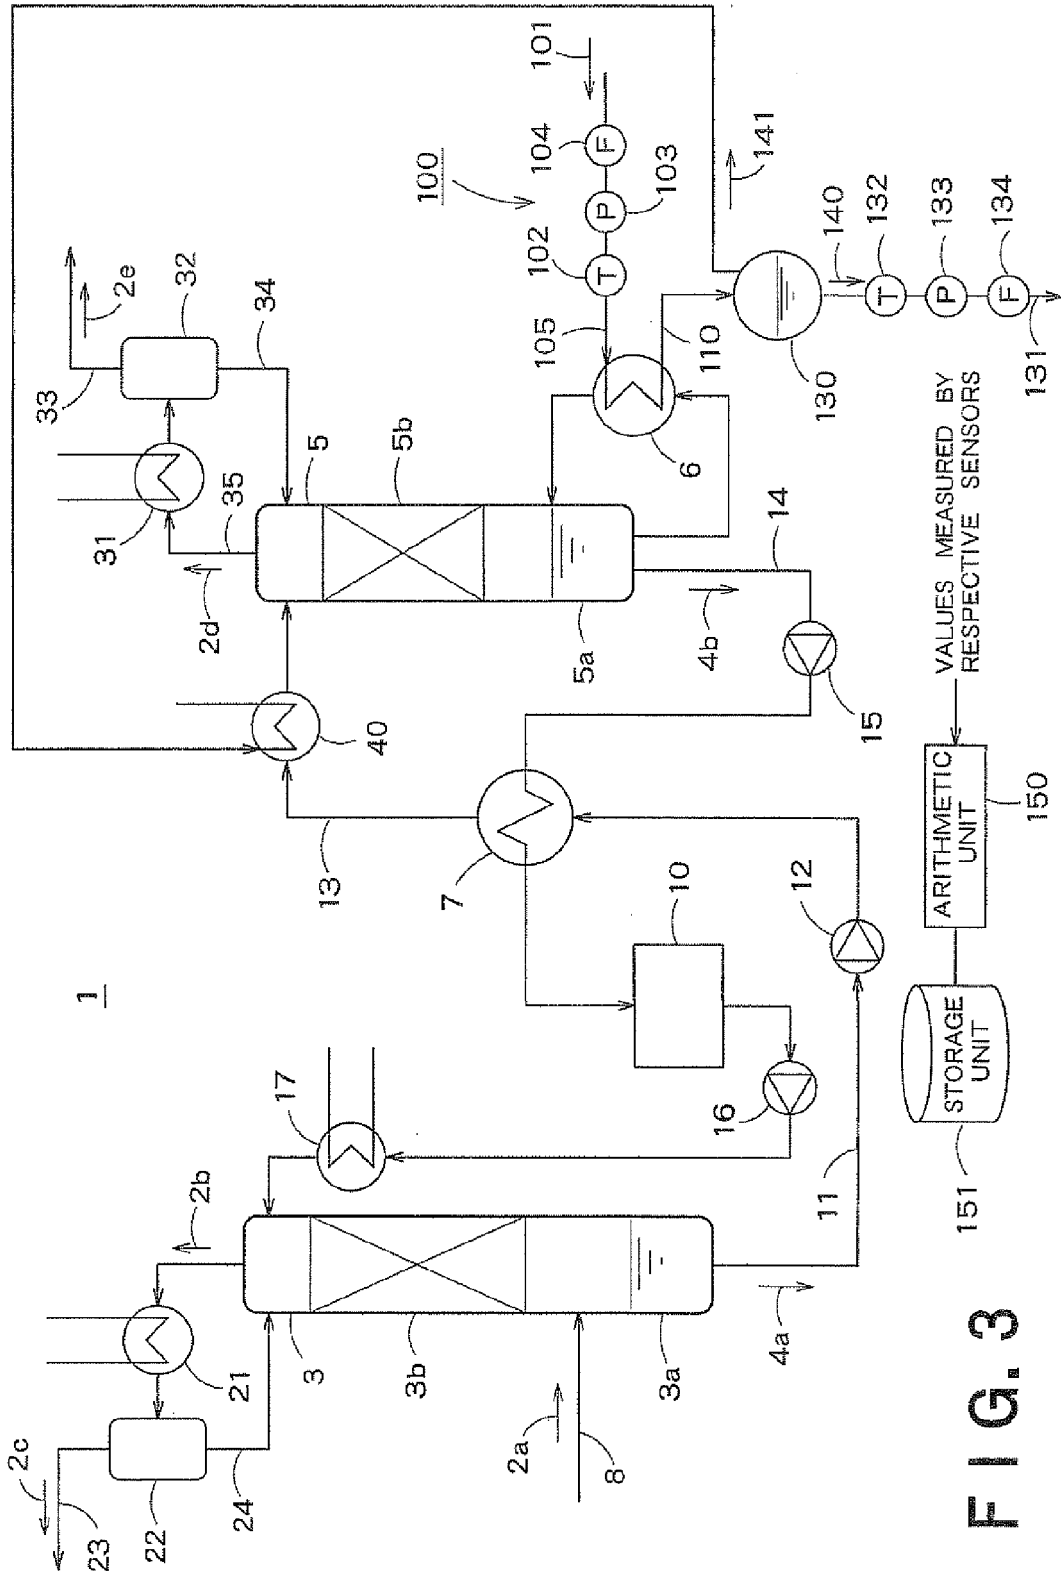 2c
23
1
33
31
2e
22
32
2b
2d
24
21
35
34
17
3
5
13
40
5b
3b
100
7
2a
105
102
104
101
T
P
F
5a
8
3a
10
6
103
4b
110
16
141
4a
14
12
11
130
140
15
T
132
P
133
F
134
131
VALUES MEASURED BY
RESPECTIVE SENSORS
ARITHMETIC
UNIT
150
STORAGE
UNIT
151
FIG. 3